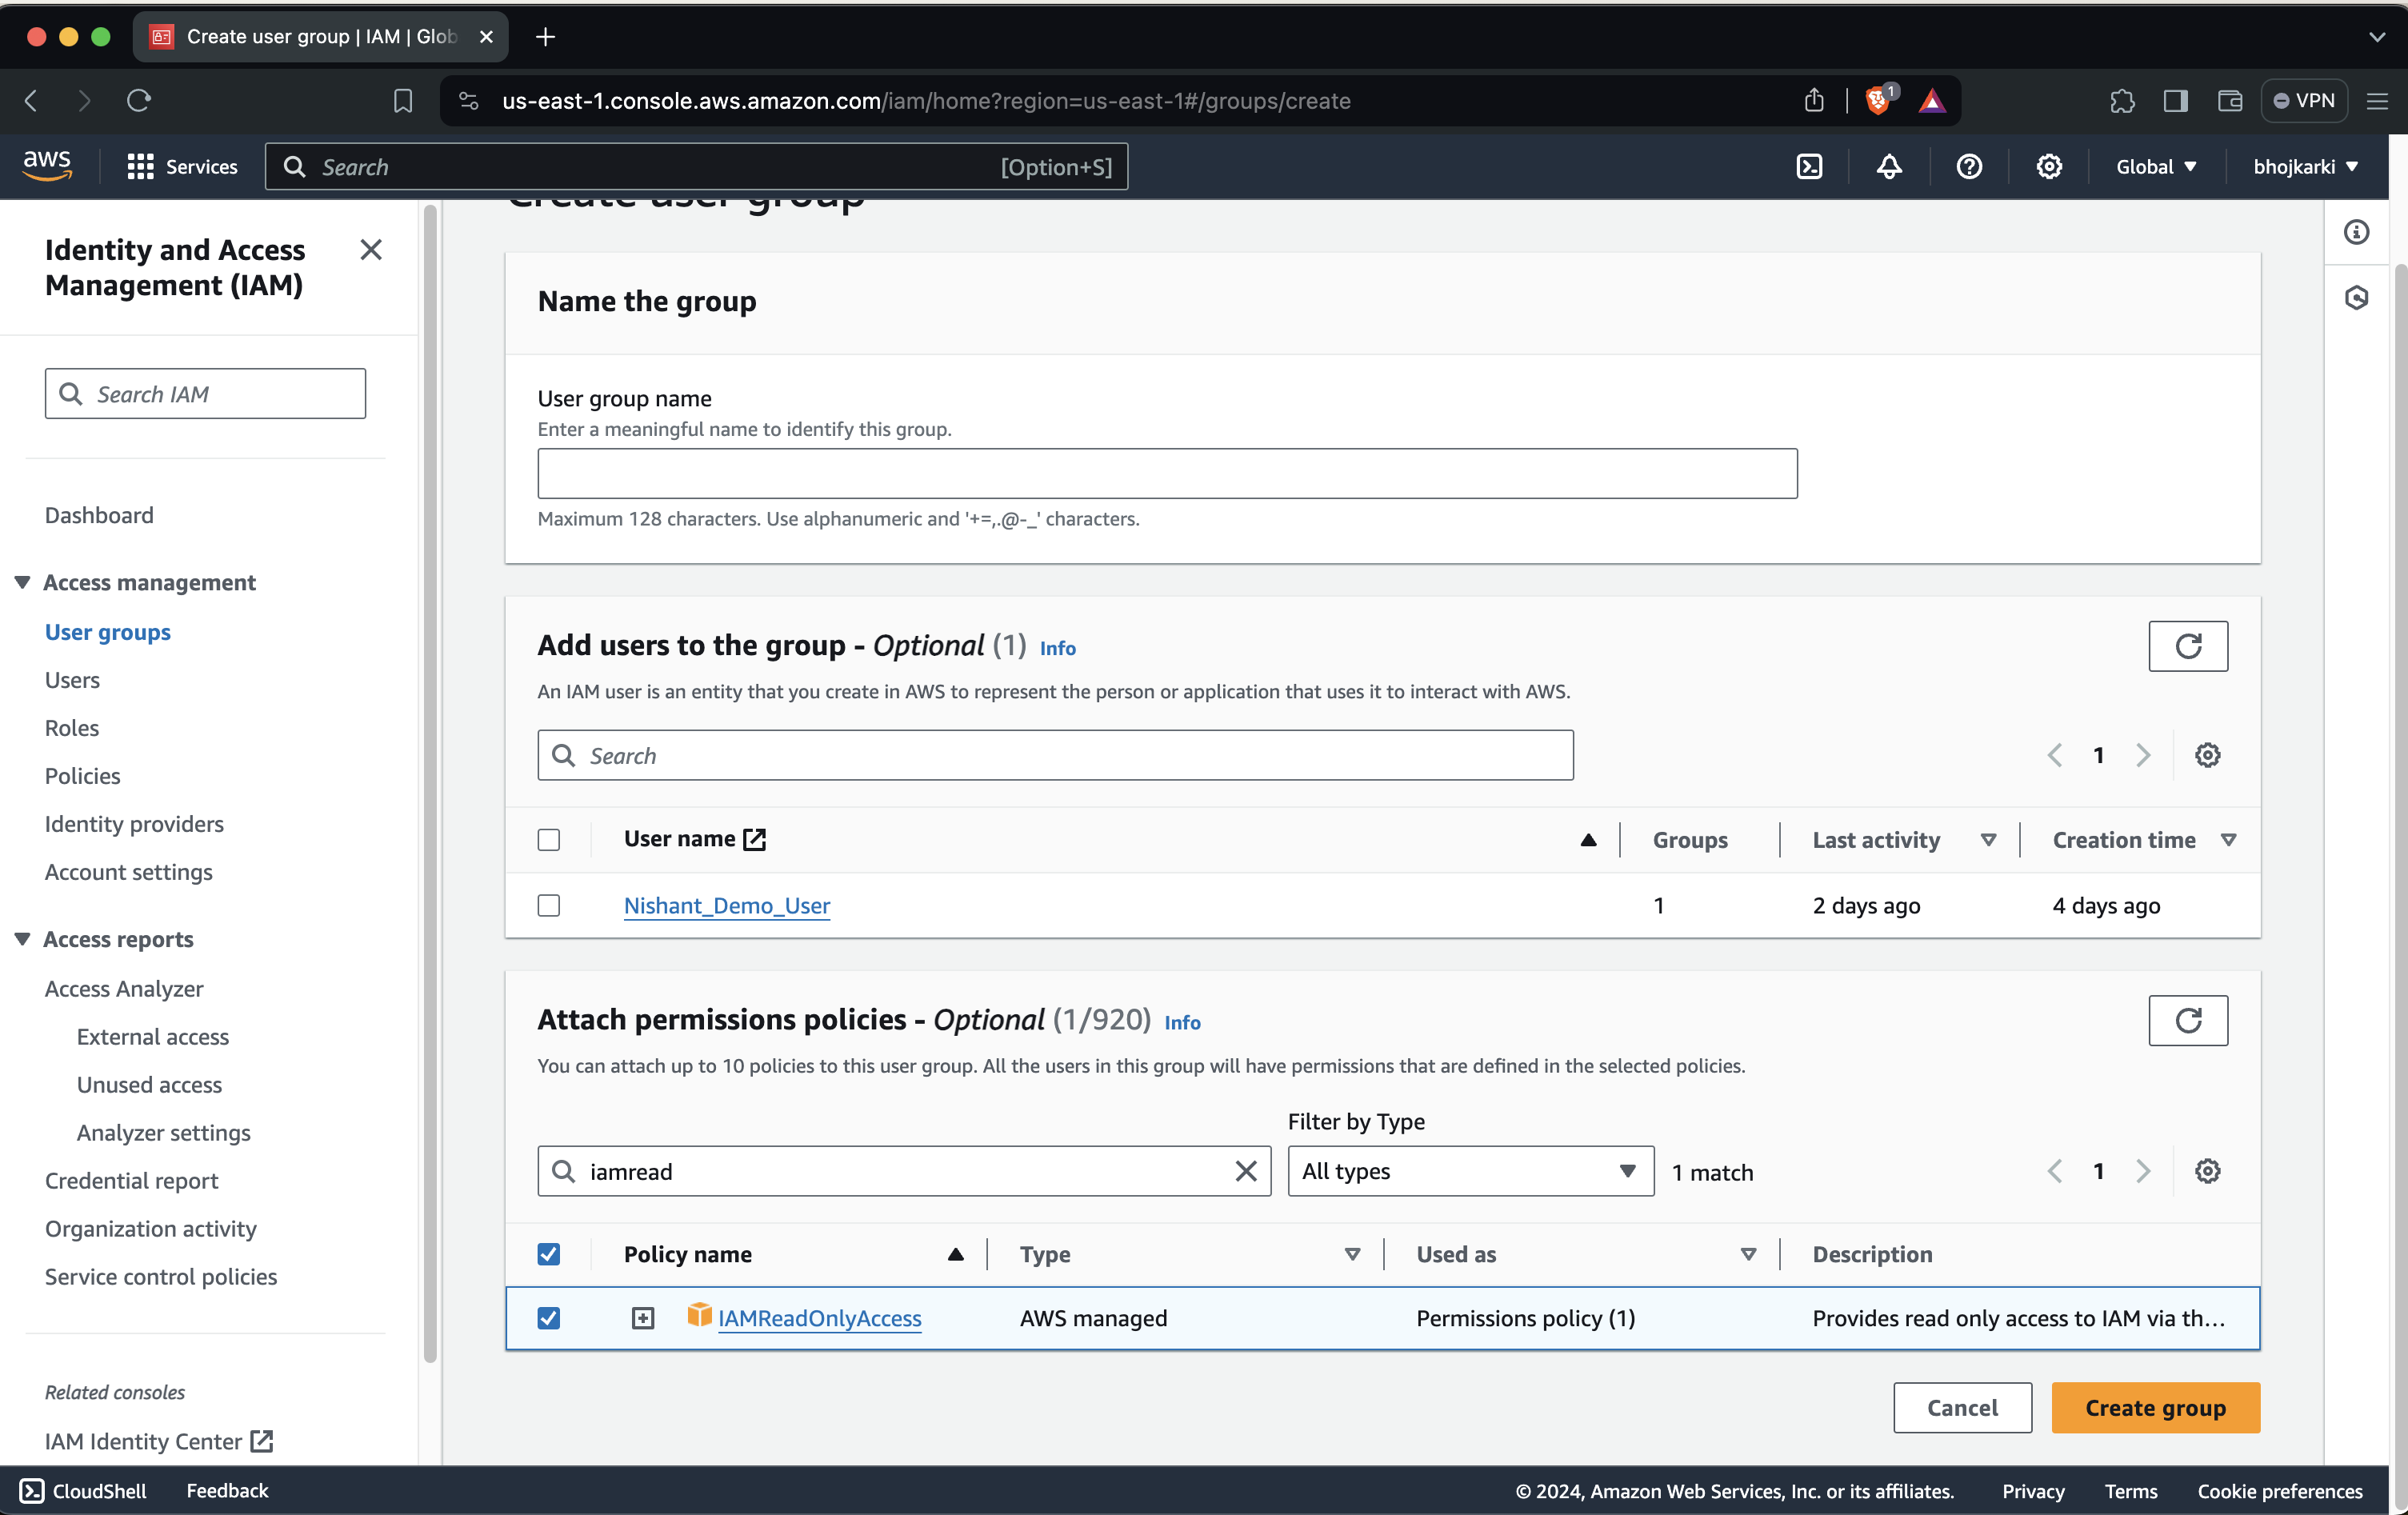 Create user group | IAM | Glob
us-east-1.console.aws.amazon.com/iam/home?region=us-east-1#/groups/create
1
VPN
aws
Services
Search
[Option+S]
Global
bhojkarki
Identity and Access
Management (IAM)
Search IAM
Dashboard
Access management
User groups
Users
Roles
Policies
Identity providers
Account settings
Access reports
Access Analyzer
External access
Unused access
Analyzer settings
Credential report
Organization activity
Service control policies
Related consoles
IAM Identity Center
Create user group
Name the group
User group name
Enter a meaningful name to identify this group.
Maximum 128 characters. Use alphanumeric and '+=,.@-_' characters.
Add users to the group - Optional (1) Info
An IAM user is an entity that you create in AWS to represent the person or application that uses it to interact with AWS.
Search
1
User name Groups Last activity Creation time
Nishant_Demo_User 1 2 days ago 4 days ago
Attach permissions policies - Optional (1/920) Info
You can attach up to 10 policies to this user group. All the users in this group will have permissions that are defined in the selected policies.
Filter by Type
iamread All types 1 match 1
Policy name Type Used as Description
IAMReadOnlyAccess AWS managed Permissions policy (1) Provides read only access to IAM via th...
Cancel Create group
CloudShell Feedback © 2024, Amazon Web Services, Inc. or its affiliates. Privacy Terms Cookie preferences